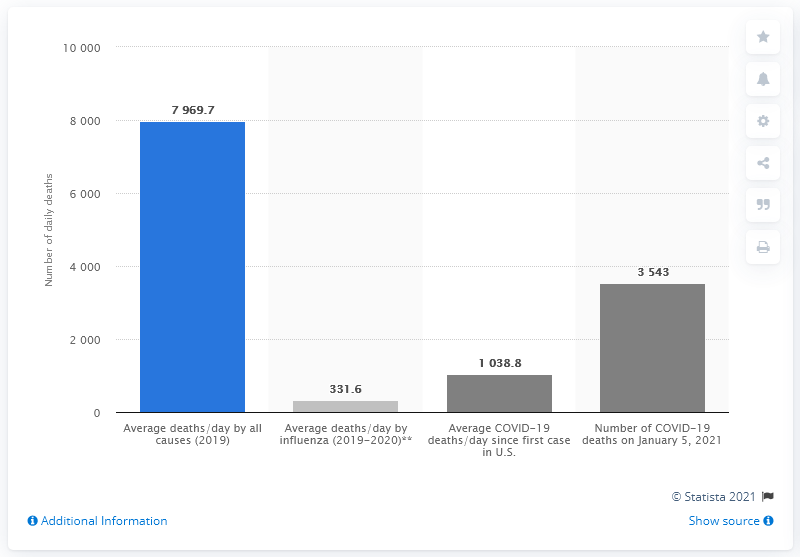 10 000
8 000
6 000
4 000
2 000
0
Number of daily deaths
7 969.7
331.6
1 038.8
3 543
Average deaths/day by all
causes (2019)
Average deaths/day by
influenza (2019-2020)**
Average COVID-19
deaths/day since first case
in U.S.
Number of COVID-19
deaths on January 5, 2021
© Statista 2021
Additional Information
Show source